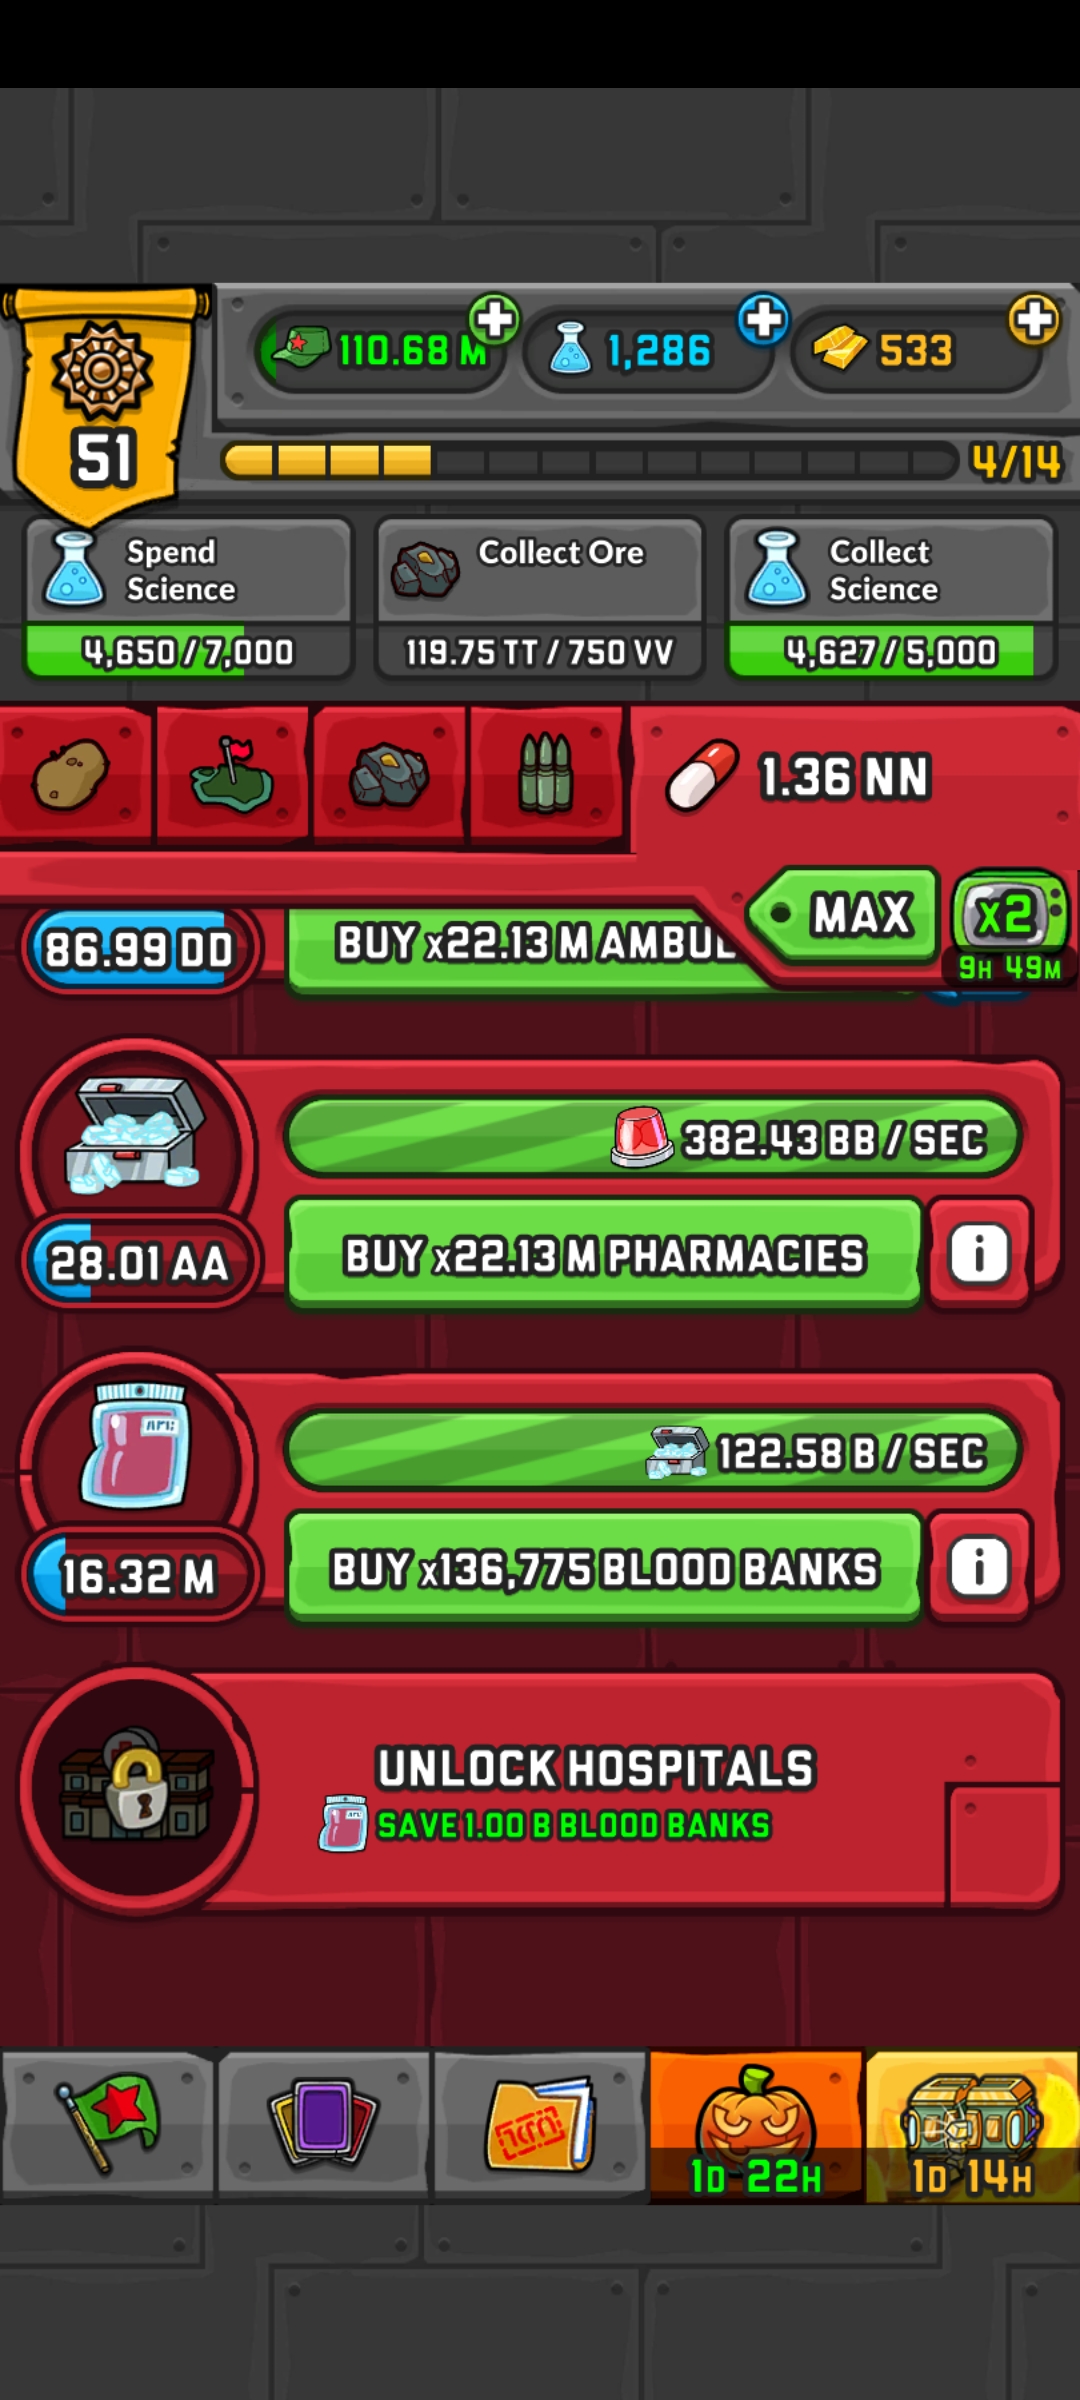 110.68 M
1,286
533
51
4/14
Spend
Science
4,650/7,000
Collect Ore
119.75 TT/750 VV
Collect
Science
4,627/5,000
1.36 NN
MAX
x2
9H 49M
86.99 DD
BUY x22.13 M AMBUL
382.43 BB/SEC
28.01 AA
BUY x22.13 M PHARMACIES
i
122.58 B/SEC
16.32 M
BUY x136,775 BLOOD BANKS
i
UNLOCK HOSPITALS
SAVE 1.00 B BLOOD BANKS
1D 22H
1D 14H